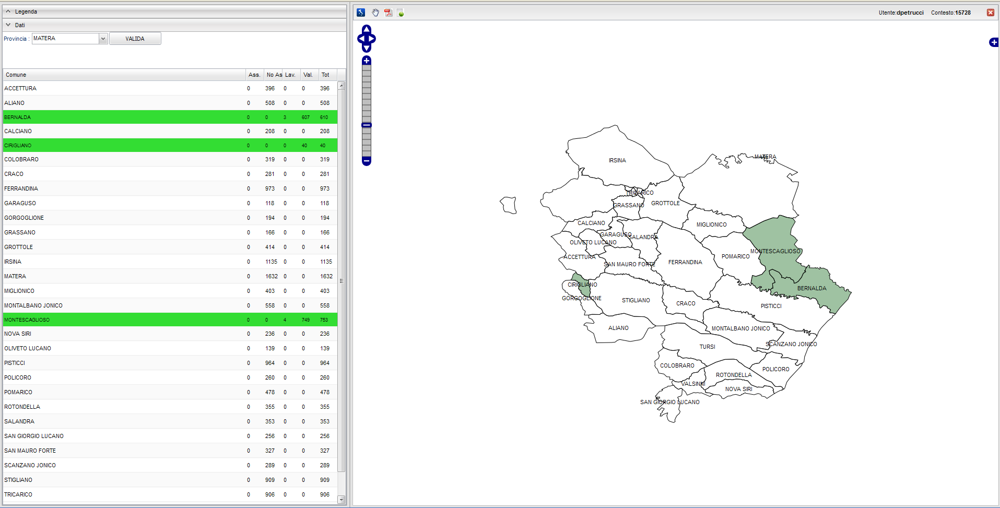 Legenda
Dati
Provincia : MATERA VALIDA
Comune Ass. No As Lav. Val. Tot
ACCETTURA 0 396 0 0 396
ALIANO 0 508 0 0 508
BERNALDA 0 0 3 607 610
CALCIANO 0 208 0 0 208
CIRIGLIANO 0 0 0 40 40
COLOBRARO 0 319 0 0 319
CRACO 0 281 0 0 281
FERRANDINA 0 973 0 0 973
GARAGUSO 0 118 0 0 118
GORGOGLIONE 0 194 0 0 194
GRASSANO 0 166 0 0 166
GROTTOLE 0 414 0 0 414
IRSINA 0 1135 0 0 1135
MATERA 0 1632 0 0 1632
MIGLIONICO 0 403 0 0 403
MONTALBANO JONICO 0 558 0 0 558
MONTESCAGLIOSO 0 0 4 749 753
NOVA SIRI 0 236 0 0 236
OLIVETO LUCANO 0 139 0 0 139
PISTICCI 0 964 0 0 964
POLICORO 0 260 0 0 260
POMARICO 0 478 0 0 478
ROTONDELLA 0 355 0 0 355
SALANDRA 0 353 0 0 353
SAN GIORGIO LUCANO 0 256 0 0 256
SAN MAURO FORTE 0 327 0 0 327
SCANZANO JONICO 0 289 0 0 289
STIGLIANO 0 909 0 0 909
TRICARICO 0 906 0 0 906
Utente:dpetrucci Contesto:15728
MATERA
IRSINA
TRICARICO
GRASSANO
GROTTOLE
CALCIANO
MIGLIONICO
GARAGUSO
SALANDRA
OLIVETO LUCANO
MONTESCAGLIOSO
ACCETTURA
POMARICO
SAN MAURO FORTE
FERRANDINA
CIRIGLIANO
BERNALDA
GORGOGLIONE
STIGLIANO
CRACO
PISTICCI
ALIANO
MONTALBANO JONICO
TURSI
SCANZANO JONICO
COLOBRARO
POLICORO
ROTONDELLA
VALSINNI
NOVA SIRI
SAN GIORGIO LUCANO